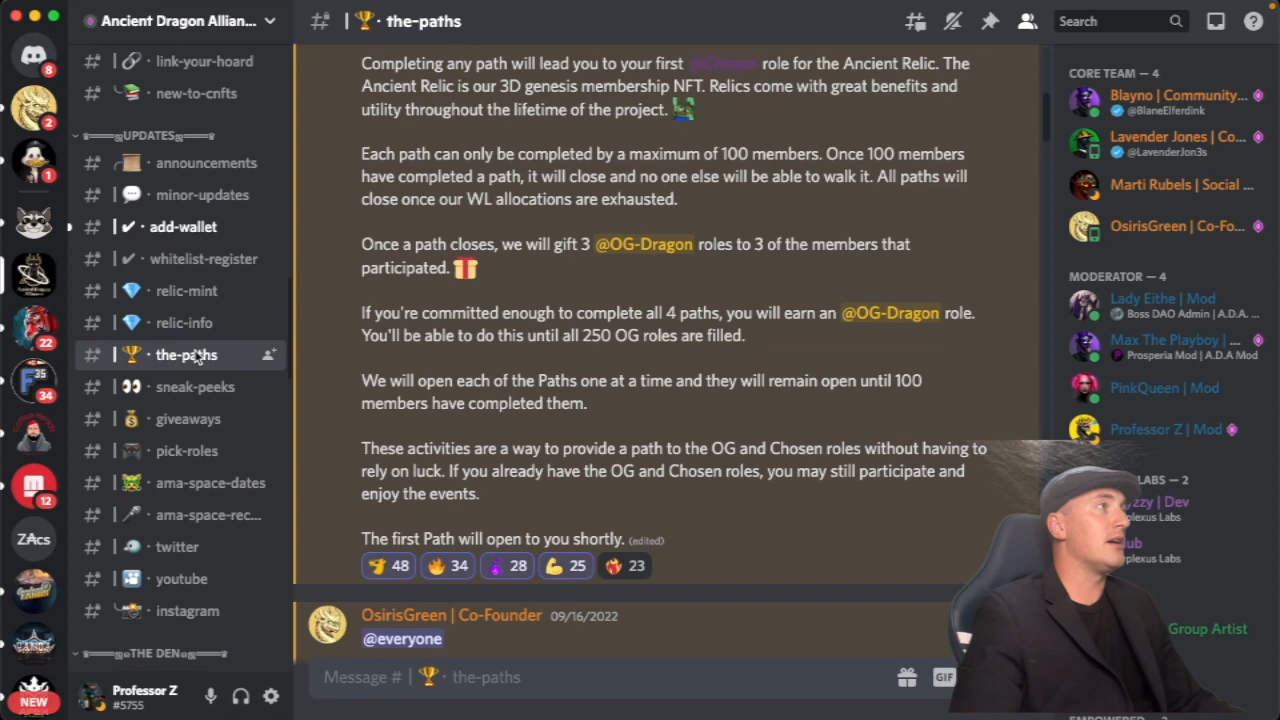 Ancient Dragon Allian...
the-paths
Search
8
2
1
22
34
12
NEW
F35
ZAcs
link-your-hoard
new-to-cnfts
UPDATES
announcements
minor-updates
add-wallet
whitelist-register
relic-mint
relic-info
the-paths
sneak-peeks
giveaways
pick-roles
ama-space-dates
ama-space-rec...
twitter
youtube
instagram
THE DEN
Professor Z
#5755
Completing any path will lead you to your first @Chosen role for the Ancient Relic. The
Ancient Relic is our 3D genesis membership NFT. Relics come with great benefits and
utility throughout the lifetime of the project.
Each path can only be completed by a maximum of 100 members. Once 100 members
have completed a path, it will close and no one else will be able to walk it. All paths will
close once our WL allocations are exhausted.
Once a path closes, we will gift 3 @OG-Dragon roles to 3 of the members that
participated.
If you're committed enough to complete all 4 paths, you will earn an @OG-Dragon role.
You'll be able to do this until all 250 OG roles are filled.
We will open each of the Paths one at a time and they will remain open until 100
members have completed them.
These activities are a way to provide a path to the OG and Chosen roles without having to
rely on luck. If you already have the OG and Chosen roles, you may still participate and
enjoy the events.
The first Path will open to you shortly. (edited)
48 34 28 25 23
OsirisGreen | Co-Founder 09/16/2022
@everyone
Message # | 🏆 · the-paths
GIF
CORE TEAM — 4
Blayno | Community...
@BlaneElferdink
Lavender Jones | Co...
@LavenderJon3s
Marti Rubels | Social ...
OsirisGreen | Co-Fo...
MODERATOR — 4
Lady Eithe | Mod
Boss DAO Admin | A.D.A. ...
Max The Playboy | ...
Prosperia Mod | A.D.A Mod
PinkQueen | Mod
Professor Z | Mod
LABS — 2
| Dev
plexus Labs
plexus Labs
Group Artist